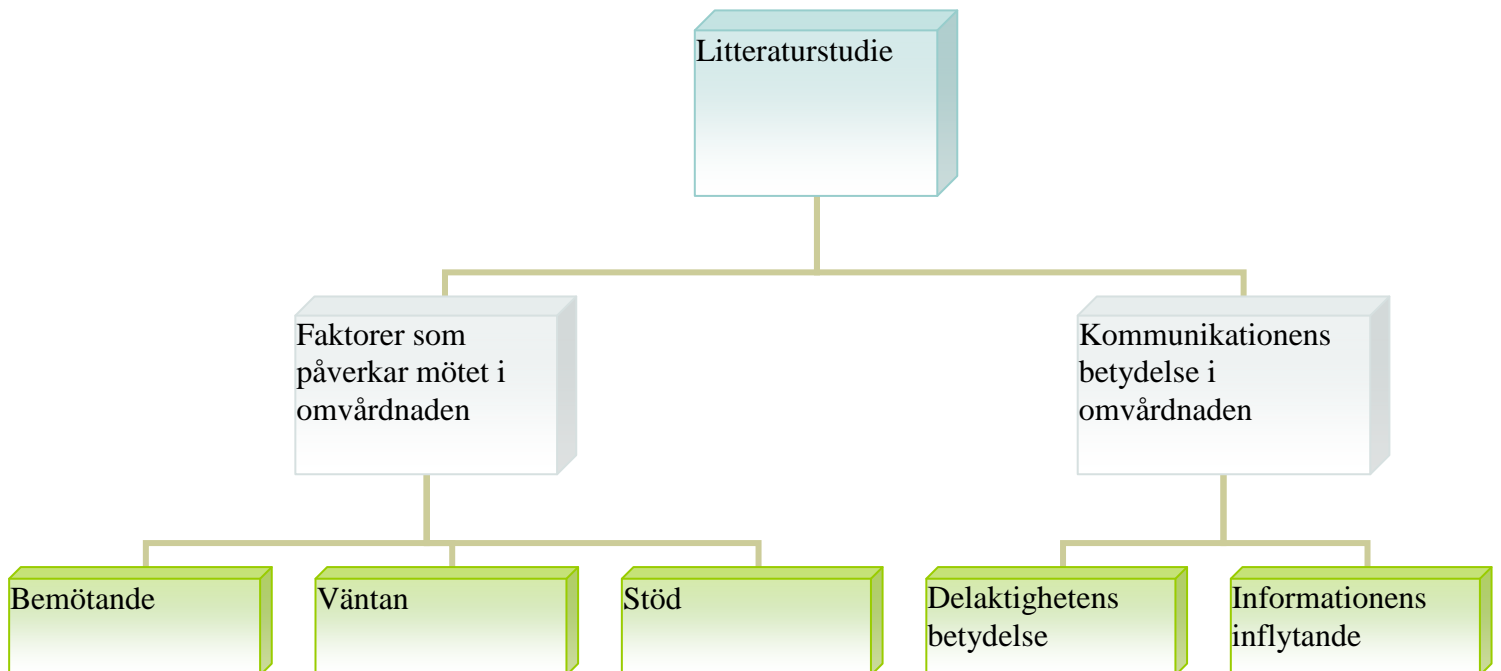 Litteraturstudie
Faktorer som
påverkar mötet i
omvårdnaden
Kommunikationens
betydelse i
omvårdnaden
Bemötande
Väntan
Stöd
Delaktighetens
betydelse
Informationens
inflytande